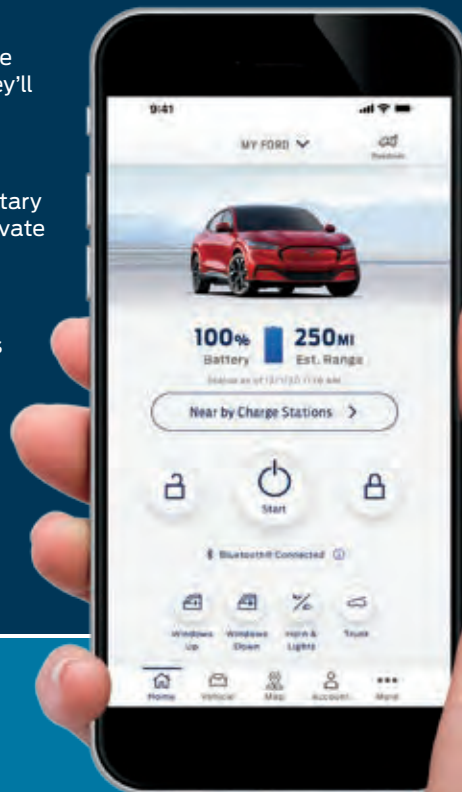 e
ey'll
tary
vate
s
9:41
MY FORD
100% 250MI
Battery Est. Range
Near by Charge Stations >
Start
Bluetooth® Connected
Windows Up
Windows Down
Horn & Lights
Trunk
Home Vehicle Map Account More